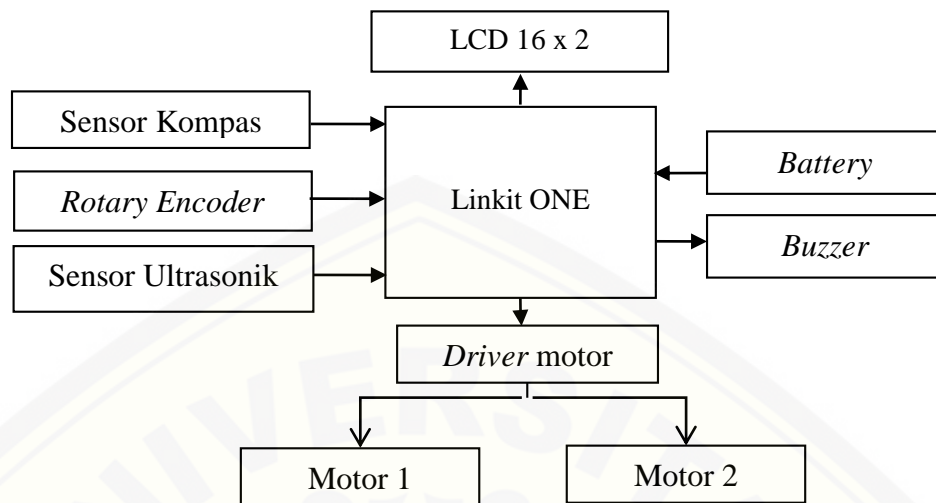 LCD 16 x 2
Sensor Kompas
Rotary Encoder
Sensor Ultrasonik
Linkit ONE
Battery
Buzzer
Driver motor
Motor 1
Motor 2
UNIVERSIT